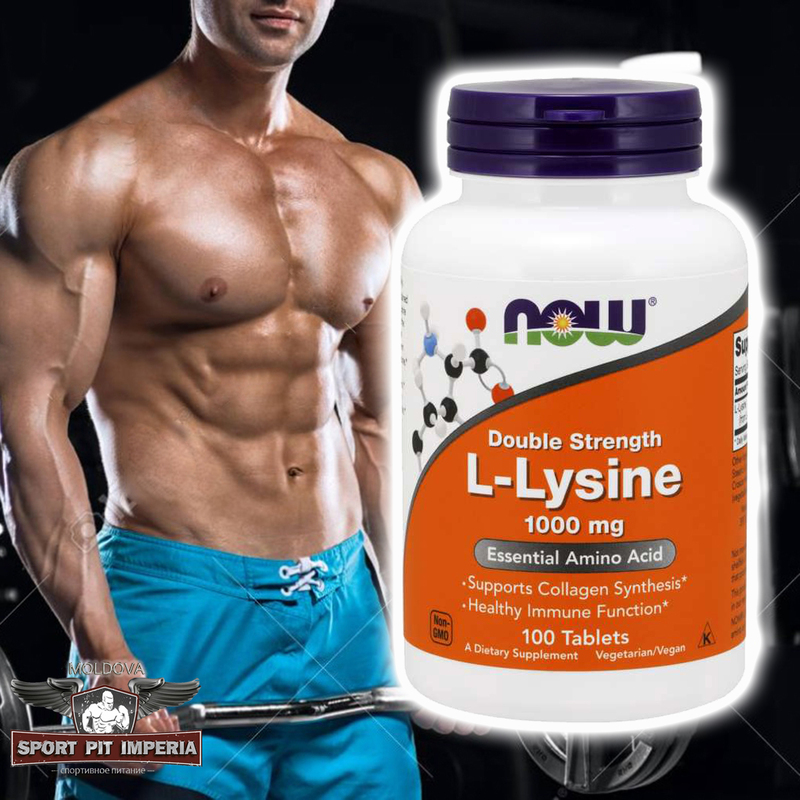 now®
Double Strength
L-Lysine
1000 mg
Essential Amino Acid
•Supports Collagen Synthesis*
•Healthy Immune Function*
Non-
GMO
100 Tablets
K
A Dietary Supplement Vegetarian/Vegan
MOLDOVA
SPORT PIT IMPERIA
— спортивное питание —